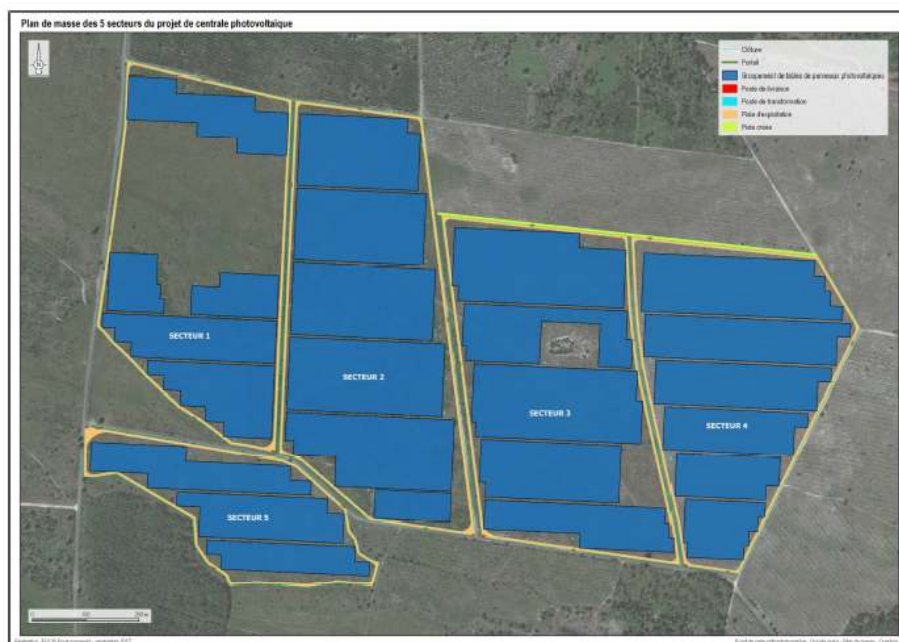 Plan de masse des 5 secteurs du projet de centrale photovoltaïque
N
Clôture
Portail
Groupement de tables de panneaux photovoltaïques
Poste de livraison
Poste de transformation
Piste d'exploitation
Piste créée
SECTEUR 1
SECTEUR 2
SECTEUR 3
SECTEUR 4
SECTEUR 5
0